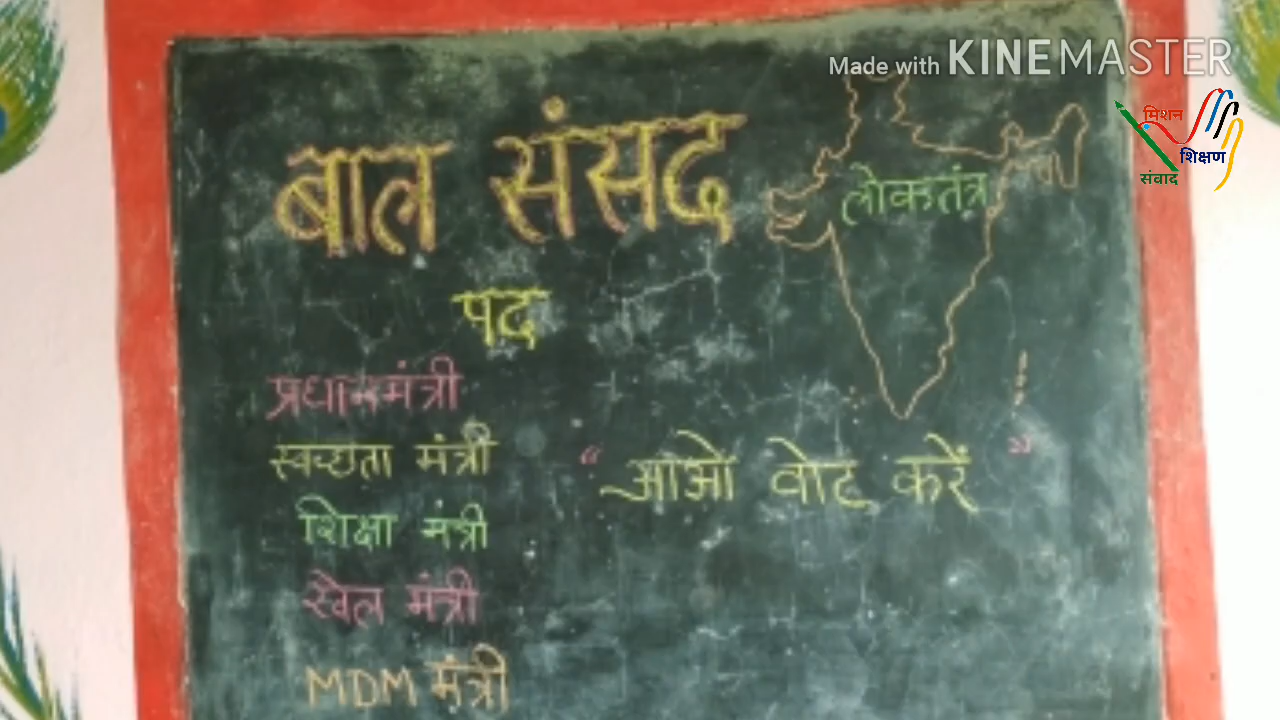 Made with KINEMASTER
मिशन
शिक्षण
संवाद
बाल संसद
लोकतंत्र
पद
प्रधानमंत्री
स्वच्छता मंत्री
"आओ वोट करें"
शिक्षा मंत्री
खेल मंत्री
MDM मंत्री